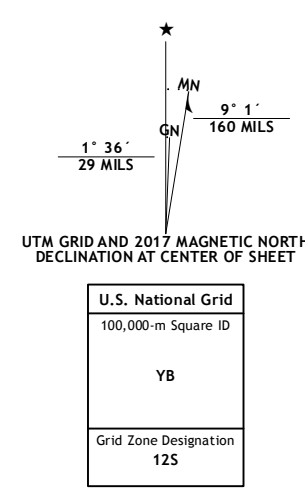 ★
MN
GN
9° 1´
160 MILS
1° 36´
29 MILS
UTM GRID AND 2017 MAGNETIC NORTH
DECLINATION AT CENTER OF SHEET
U.S. National Grid
100,000-m Square ID
YB
Grid Zone Designation
12S